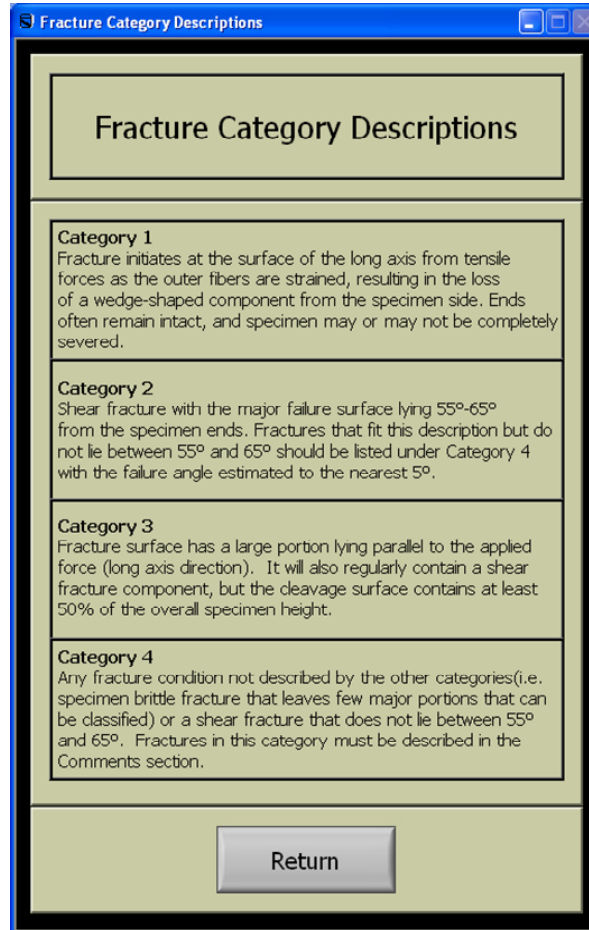 Fracture Category Descriptions
Fracture Category Descriptions
Category 1
Fracture initiates at the surface of the long axis from tensile
forces as the outer fibers are strained, resulting in the loss
of a wedge-shaped component from the specimen side. Ends
often remain intact, and specimen may or may not be completely
severed.
Category 2
Shear fracture with the major failure surface lying 55º-65º
from the specimen ends. Fractures that fit this description but do
not lie between 55º and 65º should be listed under Category 4
with the failure angle estimated to the nearest 5º.
Category 3
Fracture surface has a large portion lying parallel to the applied
force (long axis direction).  It will also regularly contain a shear
fracture component, but the cleavage surface contains at least
50% of the overall specimen height.
Category 4
Any fracture condition not described by the other categories(i.e.
specimen brittle fracture that leaves few major portions that can
be classified) or a shear fracture that does not lie between 55º
and 65º.  Fractures in this category must be described in the
Comments section.
Return